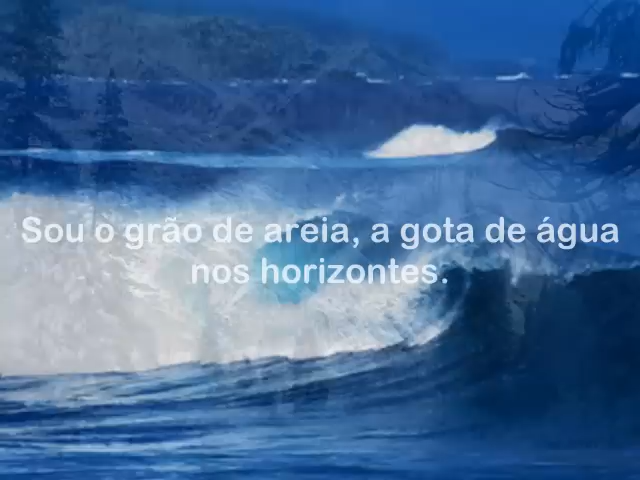 Sou o grão de areia, a gota de água
nos horizontes.